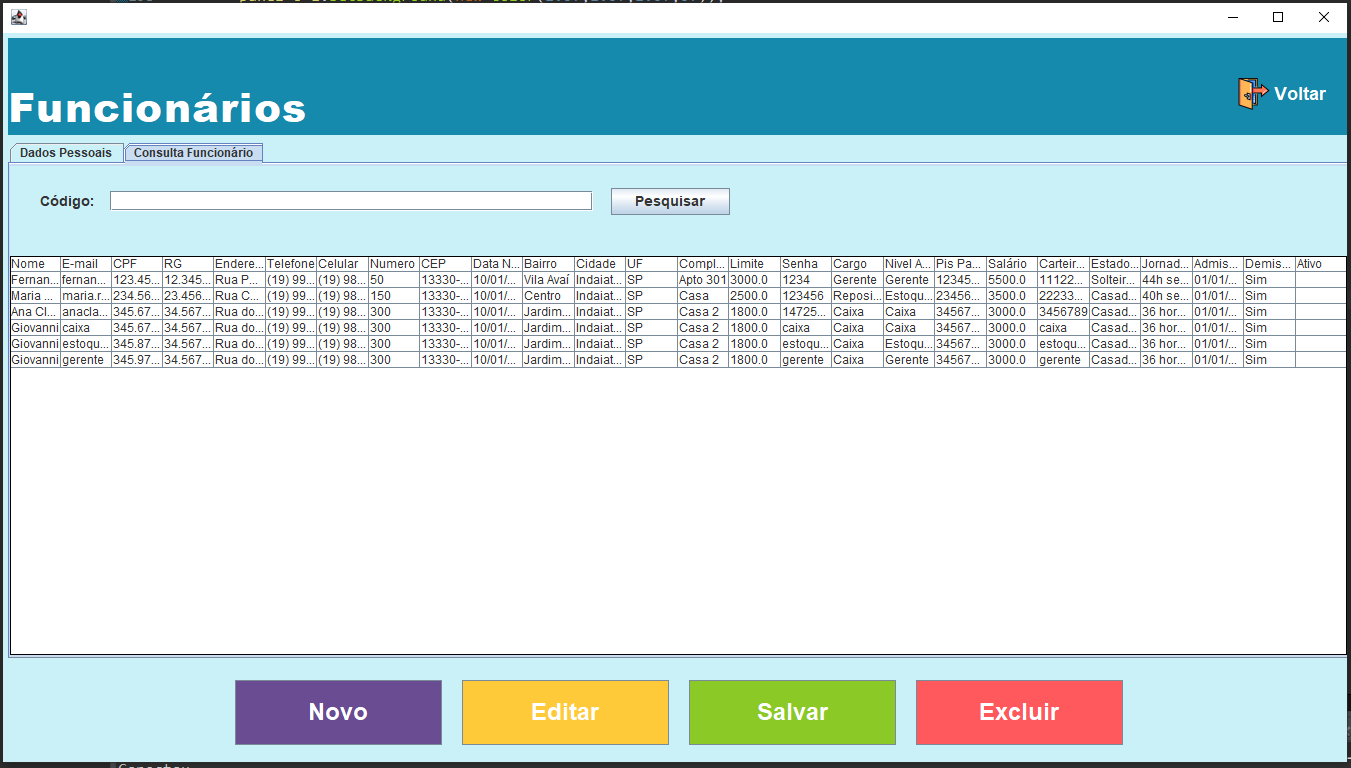 Voltar
Funcionários
Dados Pessoais Consulta Funcionário
Código: Pesquisar
Nome E-mail CPF RG Endere... Telefone Celular Numero CEP Data N... Bairro Cidade UF Compl... Limite Senha Cargo Nivel A... Pis Pa... Salário Carteir... Estado... Jornad... Admis... Demis... Ativo
Fernan... fernan... 123.45... 12.345... Rua P... (19) 99... (19) 98... 50 13330-... 10/01/... Vila Avaí Indaiat... SP Apto 301 3000.0 1234 Gerente Gerente 12345... 5500.0 11122... Solteir... 44h se... 01/01/... Sim
Maria ... maria.r... 234.56... 23.456... Rua C... (19) 99... (19) 98... 150 13330-... 10/01/... Centro Indaiat... SP Casa 2500.0 123456 Reposi... Estoqu... 23456... 3500.0 22233... Casad... 40h se... 01/01/... Sim
Ana Cl... anacla... 345.67... 34.567... Rua do... (19) 99... (19) 98... 300 13330-... 10/01/... Jardim... Indaiat... SP Casa 2 1800.0 14725... Caixa Caixa 34567... 3000.0 3456789 Casad... 36 hor... 01/01/... Sim
Giovanni caixa 345.67... 34.567... Rua do... (19) 99... (19) 98... 300 13330-... 10/01/... Jardim... Indaiat... SP Casa 2 1800.0 caixa Caixa Caixa 34567... 3000.0 caixa Casad... 36 hor... 01/01/... Sim
Giovanni estoqu... 345.87... 34.567... Rua do... (19) 99... (19) 98... 300 13330-... 10/01/... Jardim... Indaiat... SP Casa 2 1800.0 estoqu... Caixa Estoqu... 34567... 3000.0 estoqu... Casad... 36 hor... 01/01/... Sim
Giovanni gerente 345.97... 34.567... Rua do... (19) 99... (19) 98... 300 13330-... 10/01/... Jardim... Indaiat... SP Casa 2 1800.0 gerente Caixa Gerente 34567... 3000.0 gerente Casad... 36 hor... 01/01/... Sim
Novo Editar Salvar Excluir